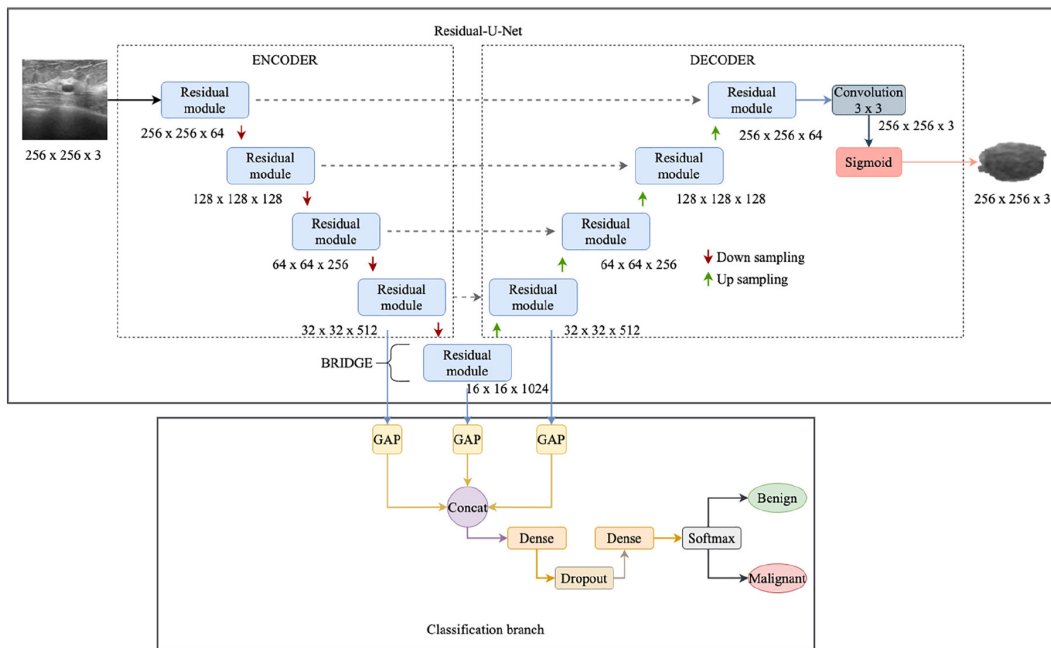 Residual-U-Net
ENCODER
DECODER
256 x 256 x 3
Residual
module
256 x 256 x 64
Residual
module
128 x 128 x 128
Residual
module
64 x 64 x 256
Residual
module
32 x 32 x 512
BRIDGE
Residual
module
16 x 16 x 1024
Residual
module
32 x 32 x 512
Residual
module
64 x 64 x 256
Residual
module
128 x 128 x 128
Residual
module
256 x 256 x 64
Convolution
3 x 3
256 x 256 x 3
Sigmoid
256 x 256 x 3
Down sampling
Up sampling
GAP
GAP
GAP
Concat
Dense
Dropout
Dense
Softmax
Benign
Malignant
Classification branch